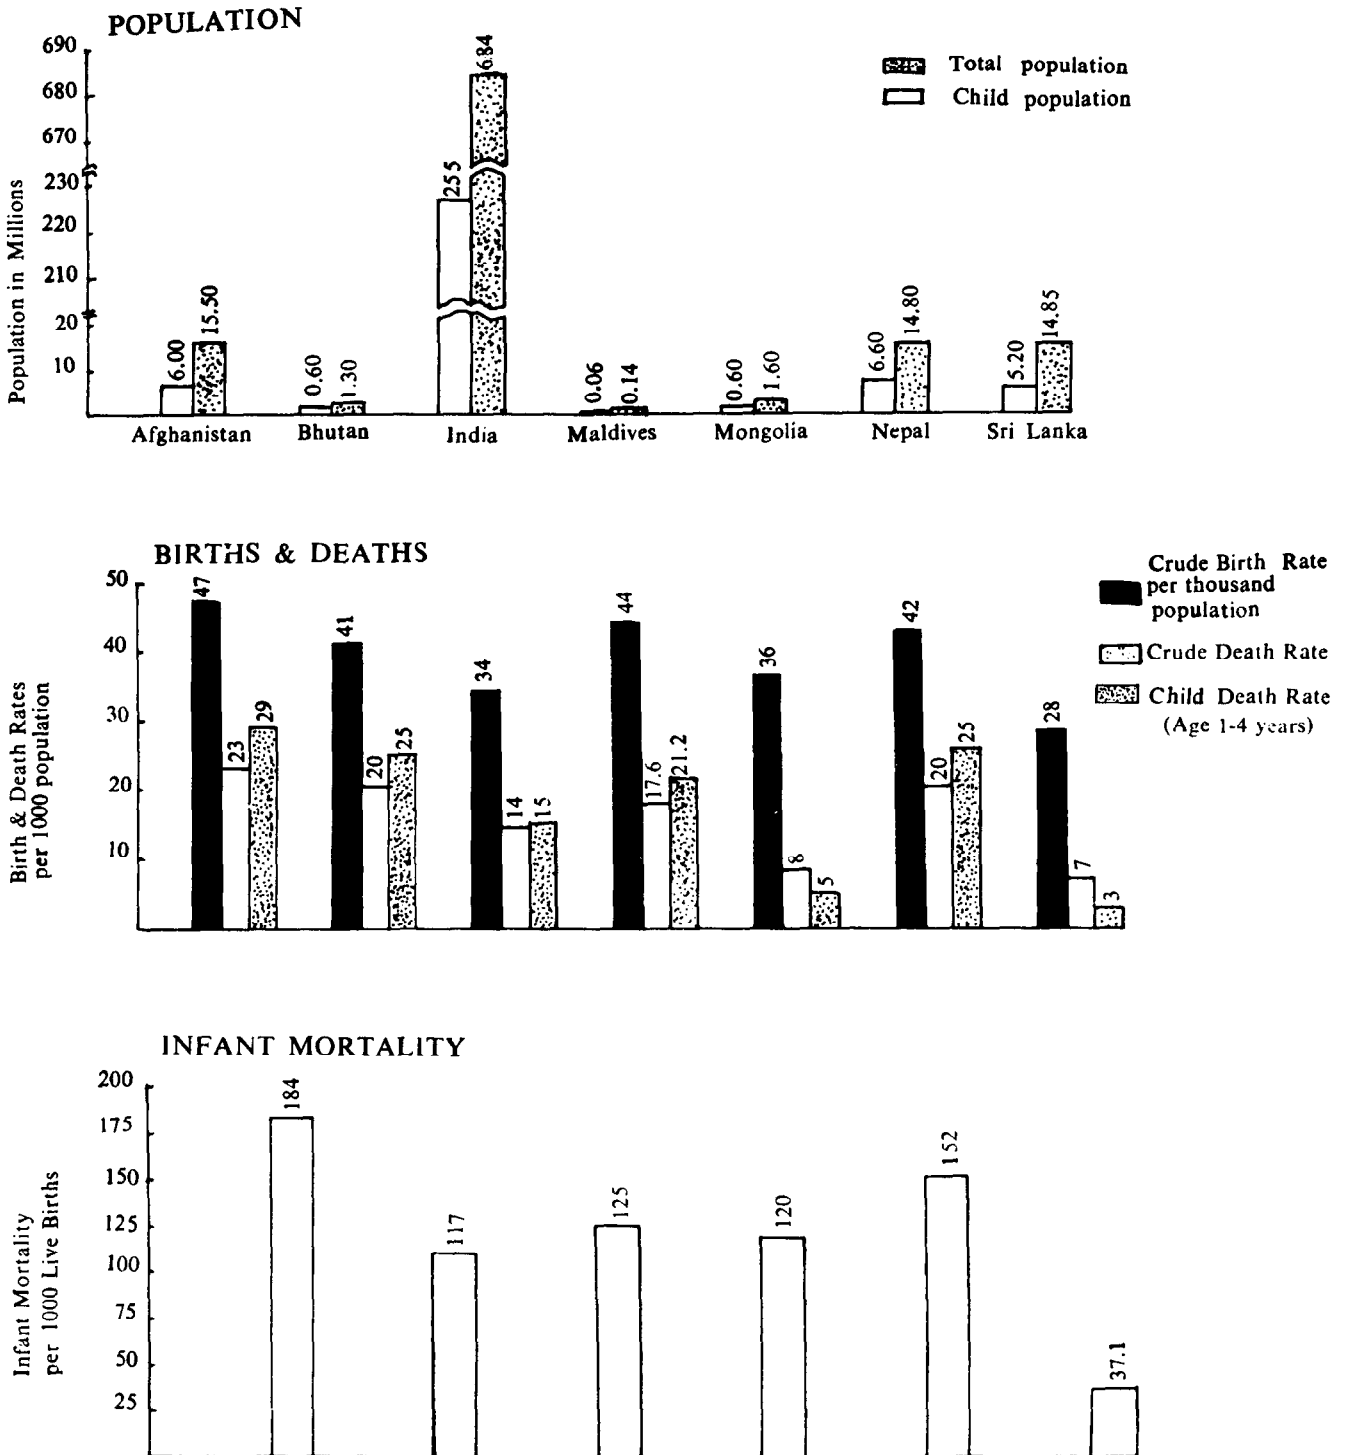 POPULATION
Total population
Child population
Population in Millions
690
680
670
230
220
210
20
10
6.00
15.50
0.60
1.30
255
684
0.06
0.14
0.60
1.60
6.60
14.80
5.20
14.85
Afghanistan
Bhutan
India
Maldives
Mongolia
Nepal
Sri Lanka
BIRTHS & DEATHS
Crude Birth Rate
per thousand
population
Crude Death Rate
Child Death Rate
(Age 1-4 years)
Birth & Death Rates
per 1000 population
50
40
30
20
10
47
23
29
41
20
25
34
14
15
44
17.6
21.2
36
8
5
42
20
25
28
7
3
INFANT MORTALITY
Infant Mortality
per 1000 Live Births
200
175
150
125
100
75
50
25
184
117
125
120
152
37.1